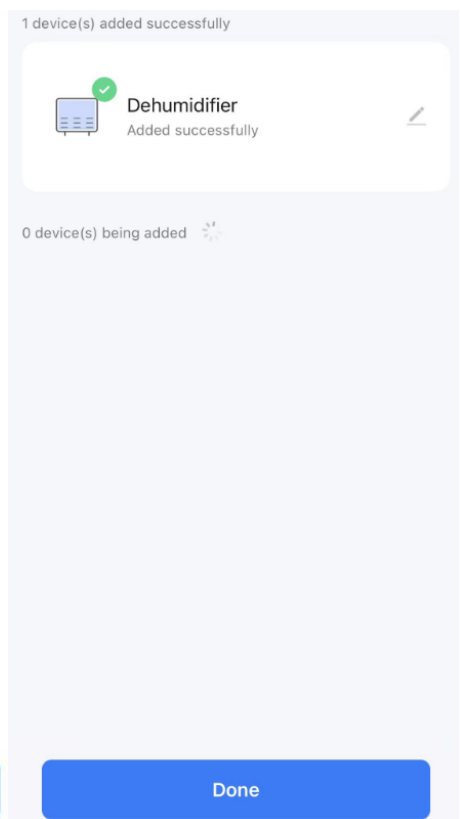 1 device(s) added successfully
Dehumidifier
Added successfully
0 device(s) being added
Done